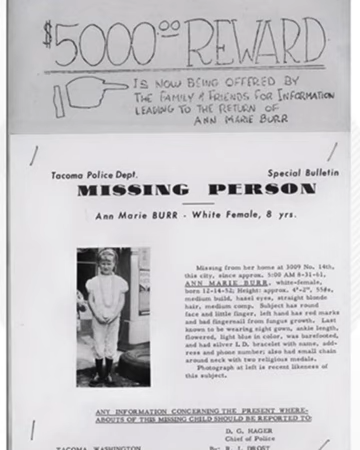 $5000⁰⁰ REWARD
IS NOW BEING OFFERED BY
THE FAMILY & FRIENDS FOR INFORMATION
LEADING TO THE RETURN OF
ANN MARIE BURR
Tacoma Police Dept. Special Bulletin
MISSING PERSON
Ann Marie BURR - White Female, 8 yrs.
Missing from her home at 3009 No. 14th,
this city, since approx. 5:00 AM 8-31-61.
ANN MARIE BURR, white-female,
born 12-14-52; Height: approx. 4'-2", 55#s,
medium build, hazel eyes, straight blonde
hair, medium comp. Subject has round
face and little finger, left hand has red marks
and bad fingernail from fungus growth. Last
known to be wearing night gown, ankle length,
flowered, light blue in color, was barefooted,
and had silver I.D. bracelet with name, add-
ress and phone number; also had small chain
around neck with two religious medals.
Photograph at left is recent likeness of
this subject.
ANY INFORMATION CONCERNING THE PRESENT WHERE-
ABOUTS OF THIS MISSING CHILD SHOULD BE REPORTED TO:
D. G. HAGER
Chief of Police
TACOMA, WASHINGTON By: R. J. DROST